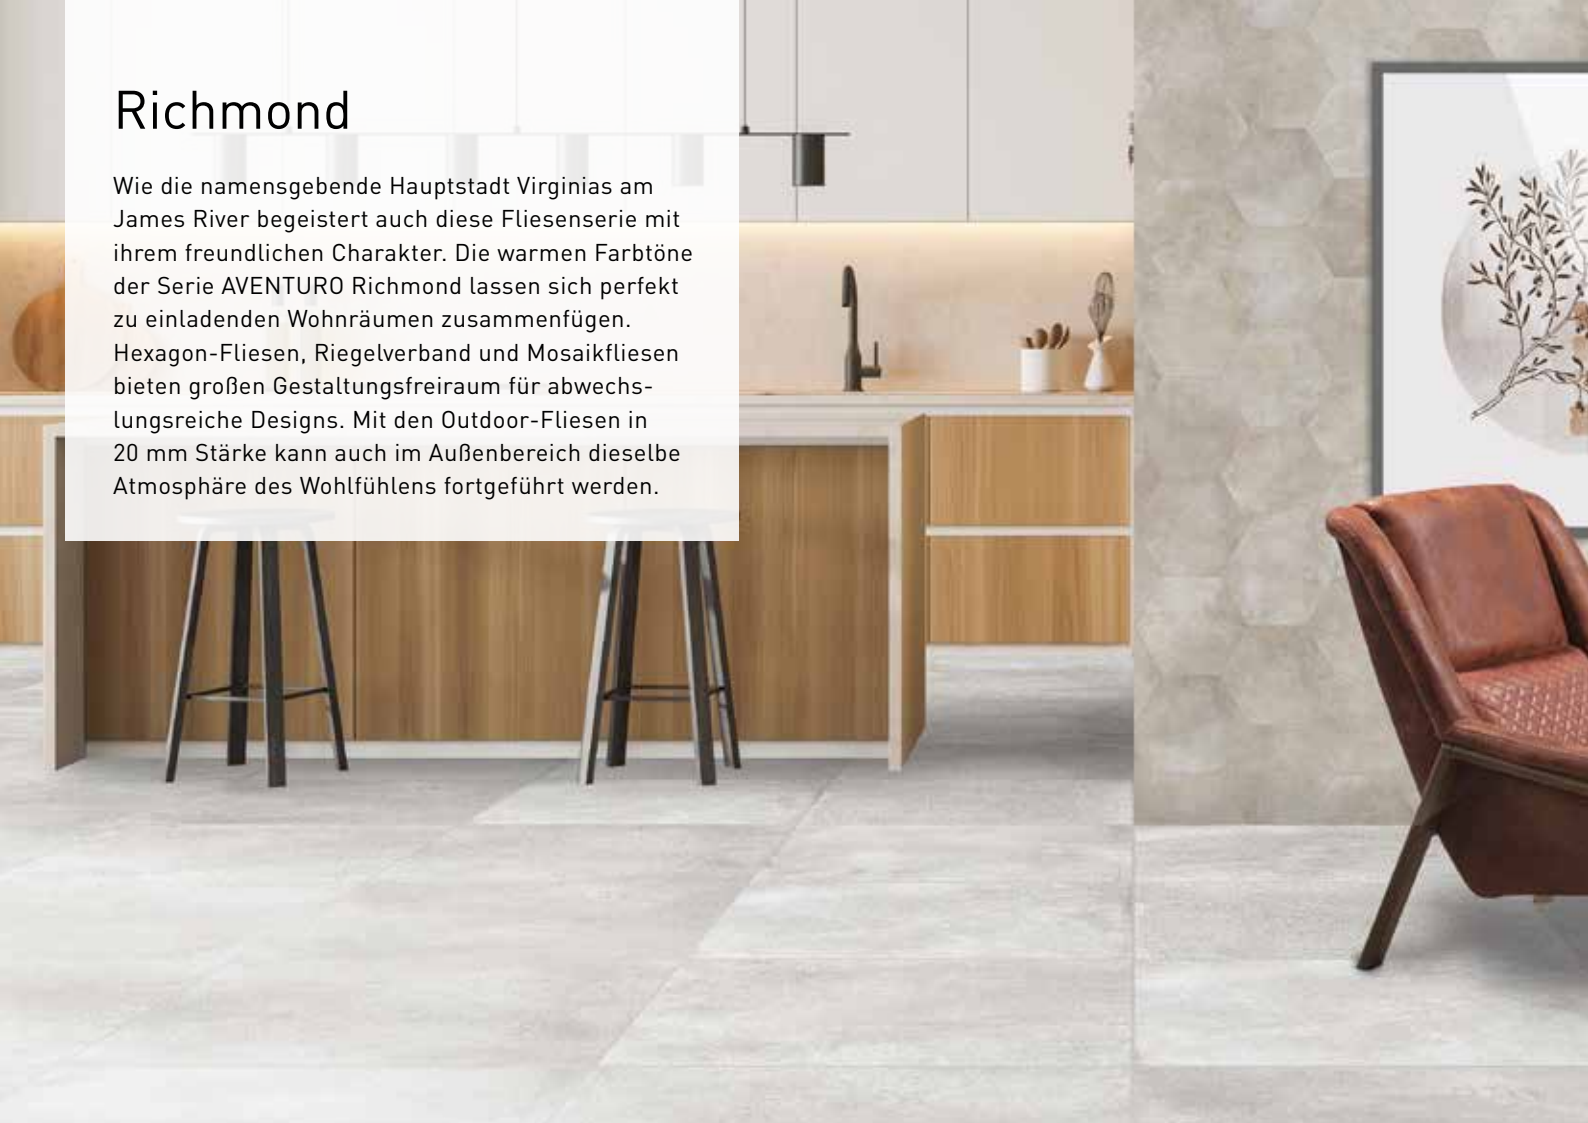 Richmond
Wie die namensgebende Hauptstadt Virginias am
James River begeistert auch diese Fliesenserie mit
ihrem freundlichen Charakter. Die warmen Farbtöne
der Serie AVENTURO Richmond lassen sich perfekt
zu einladenden Wohnräumen zusammenfügen.
Hexagon-Fliesen, Riegelverband und Mosaikfliesen
bieten großen Gestaltungsfreiraum für abwechs-
lungsreiche Designs. Mit den Outdoor-Fliesen in
20 mm Stärke kann auch im Außenbereich dieselbe
Atmosphäre des Wohlfühlens fortgeführt werden.